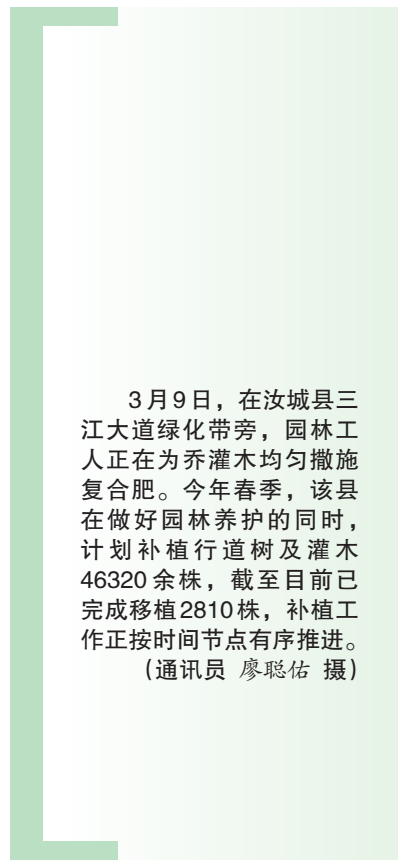 3月9日，在汝城县三
江大道绿化带旁，园林工
人正在为乔灌木均匀撒施
复合肥。今年春季，该县
在做好园林养护的同时，
计划补植行道树及灌木
46320余株，截至目前已
完成移植2810株，补植工
作正按时间节点有序推进。
（通讯员 廖聪佑 摄）